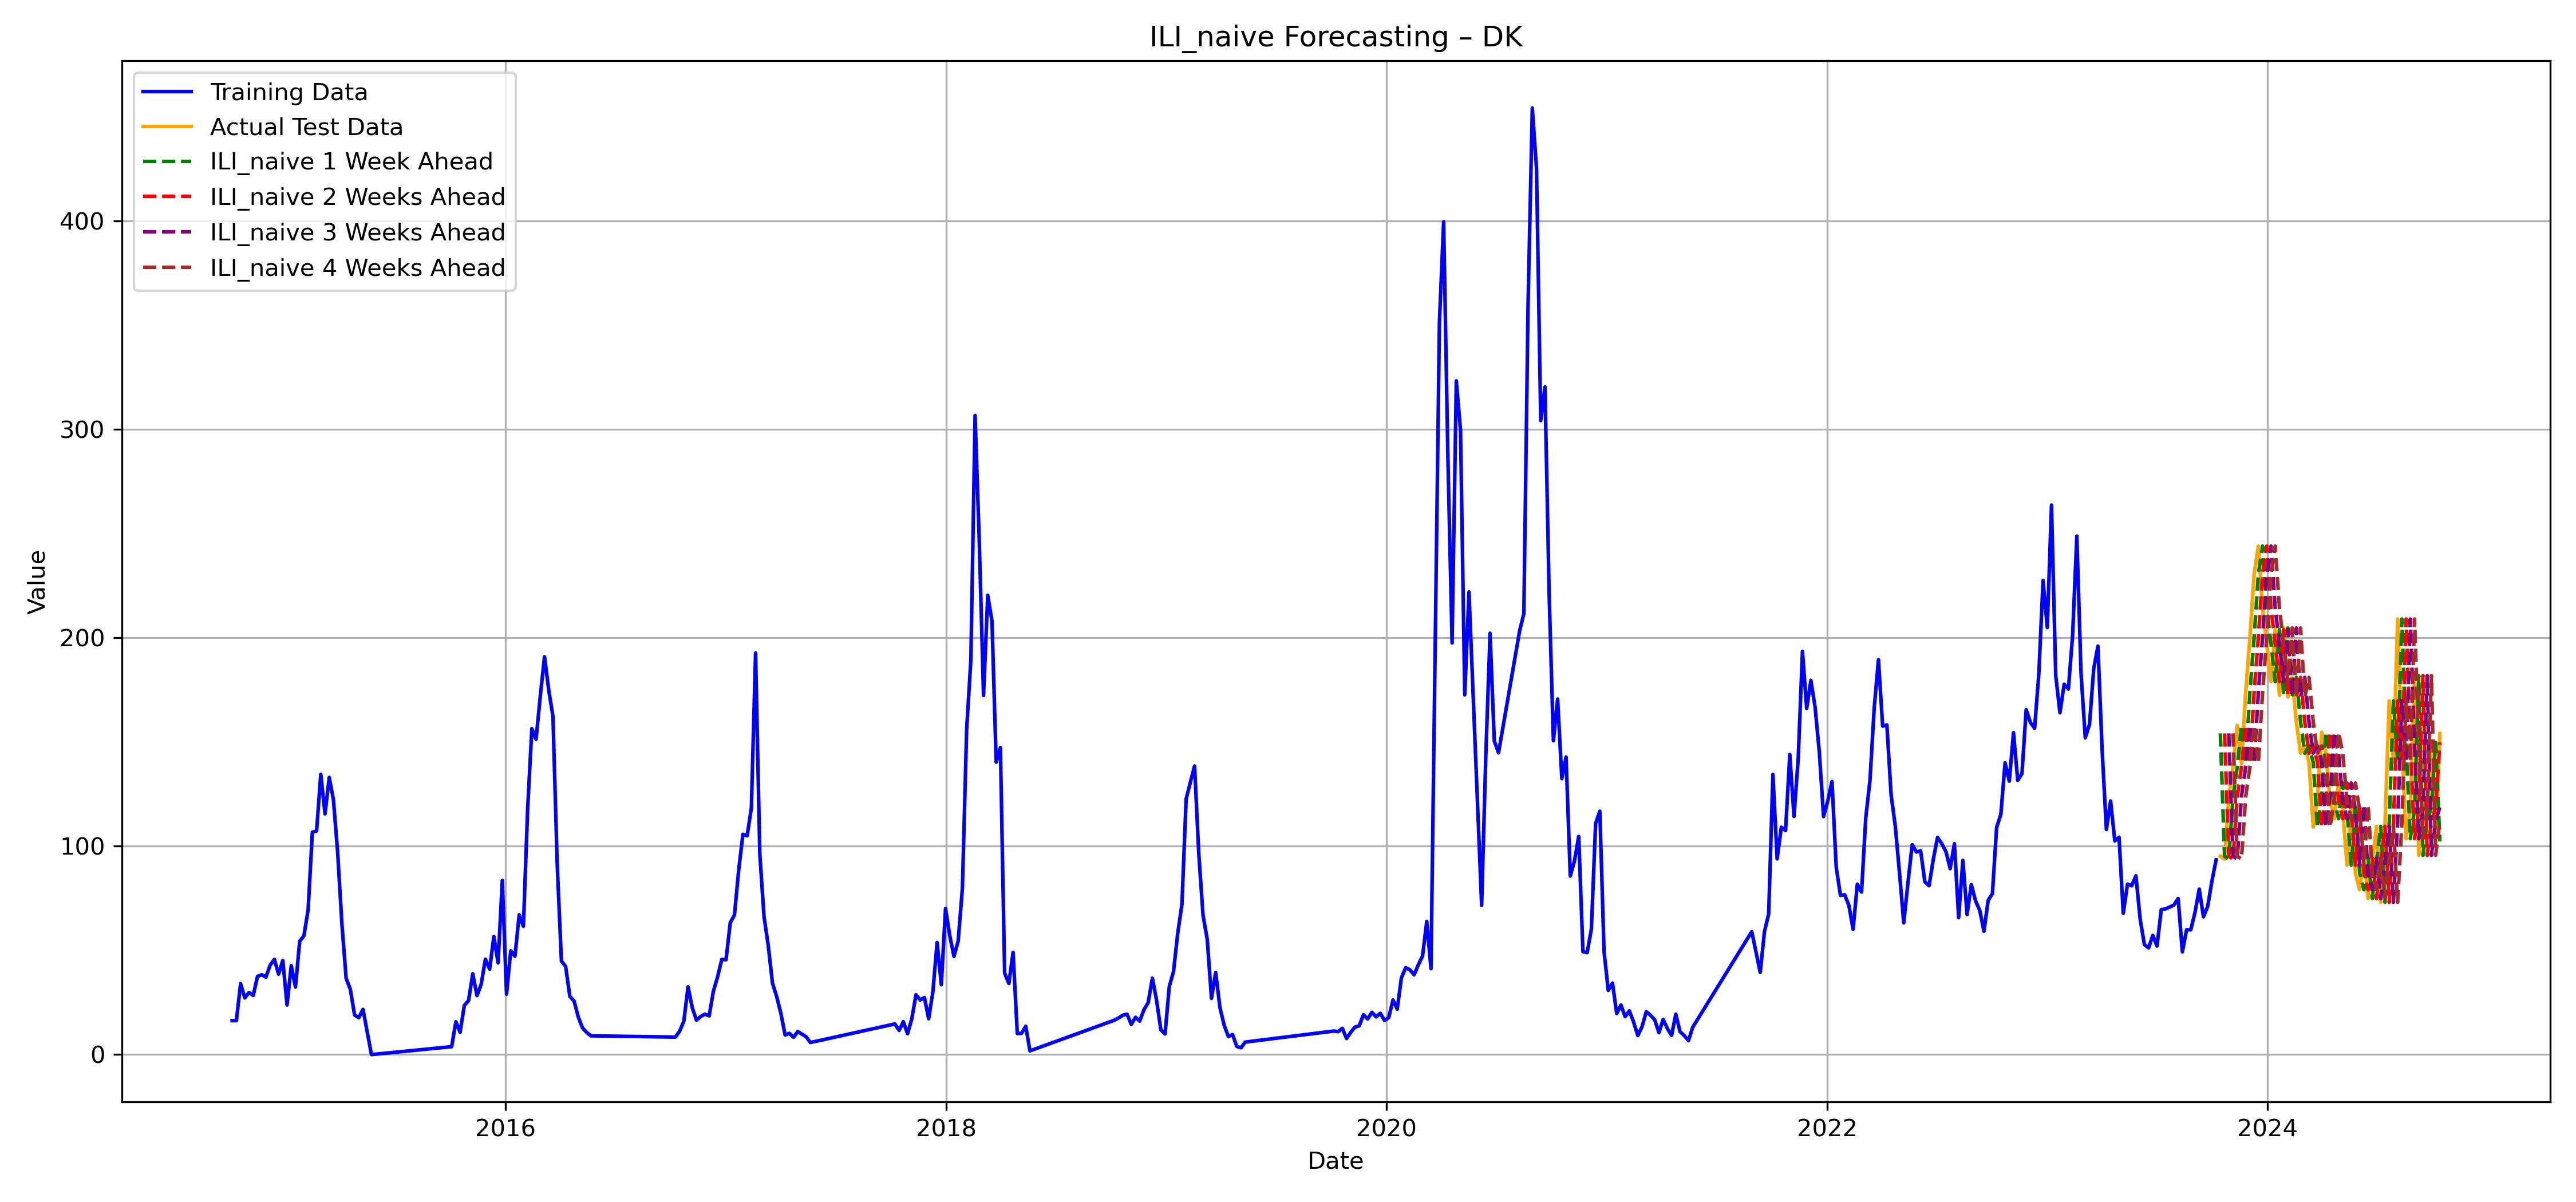 ILI_naive Forecasting – DK
Training Data
Actual Test Data
ILI_naive 1 Week Ahead
ILI_naive 2 Weeks Ahead
ILI_naive 3 Weeks Ahead
ILI_naive 4 Weeks Ahead
Value
400
300
200
100
0
2016 2018 2020 2022 2024
Date